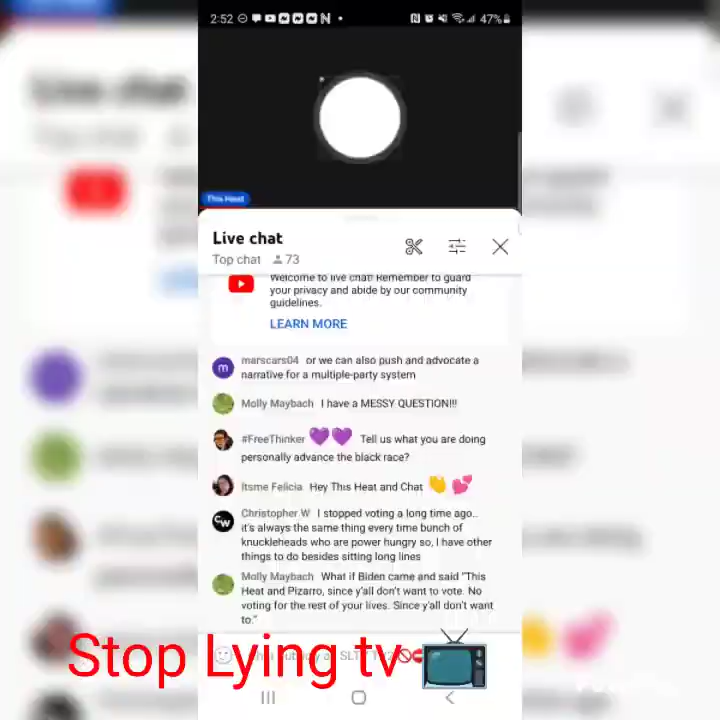 2:52
47%
This Heat
Live chat
Top chat 73
Welcome to live chat! Remember to guard
your privacy and abide by our community
guidelines.
LEARN MORE
marscars04 or we can also push and advocate a
narrative for a multiple-party system
Molly Maybach I have a MESSY QUESTION!!!
#FreeThinker 💜💜 Tell us what you are doing
personally advance the black race?
Itsme Felicia Hey This Heat and Chat 👏 💕
Christopher W I stopped voting a long time ago..
it's always the same thing every time bunch of
knuckleheads who are power hungry so, I have other
things to do besides sitting long lines
Molly Maybach What if Biden came and said "This
Heat and Pizarro, since y'all don't want to vote. No
voting for the rest of your lives. Since y'all don't want
to."
Stop Lying tv